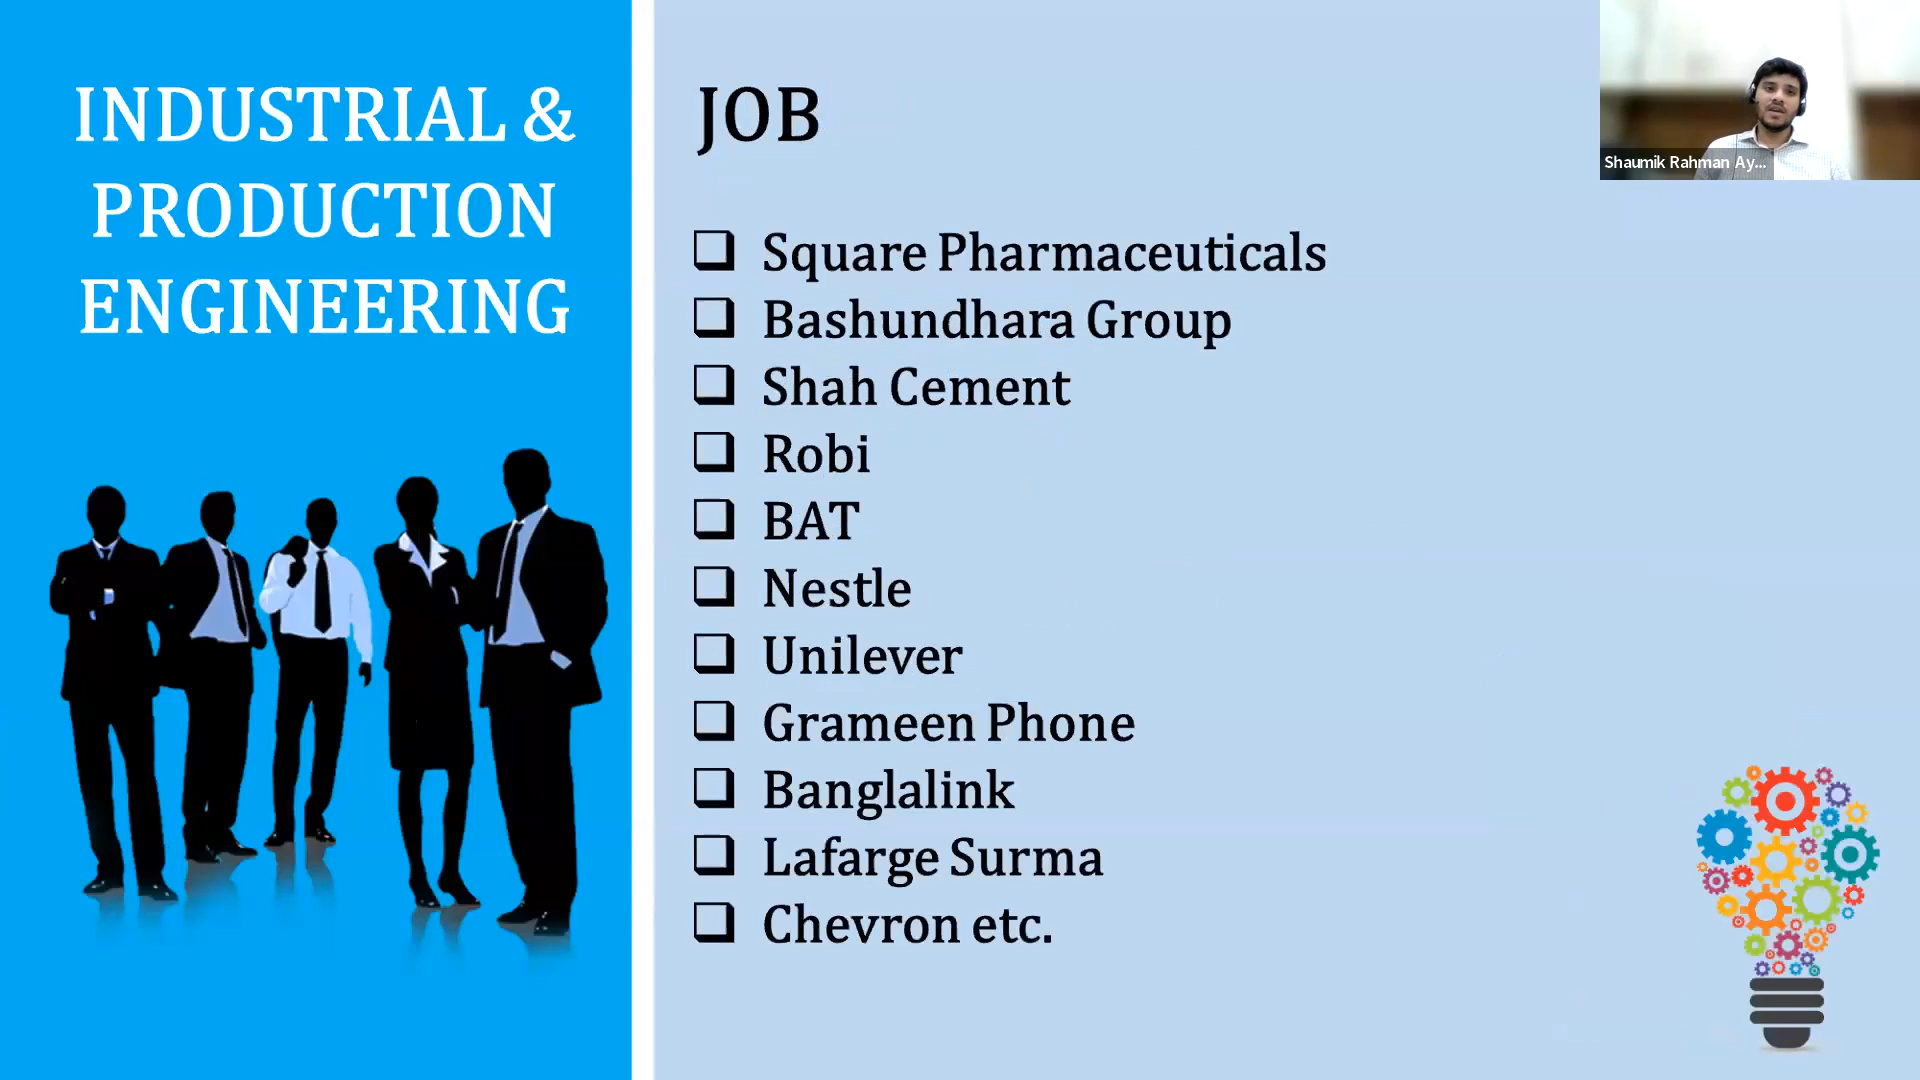 INDUSTRIAL &
PRODUCTION
ENGINEERING
JOB
Square Pharmaceuticals
Bashundhara Group
Shah Cement
Robi
BAT
Nestle
Unilever
Grameen Phone
Banglalink
Lafarge Surma
Chevron etc.
Shaumik Rahman Ay...